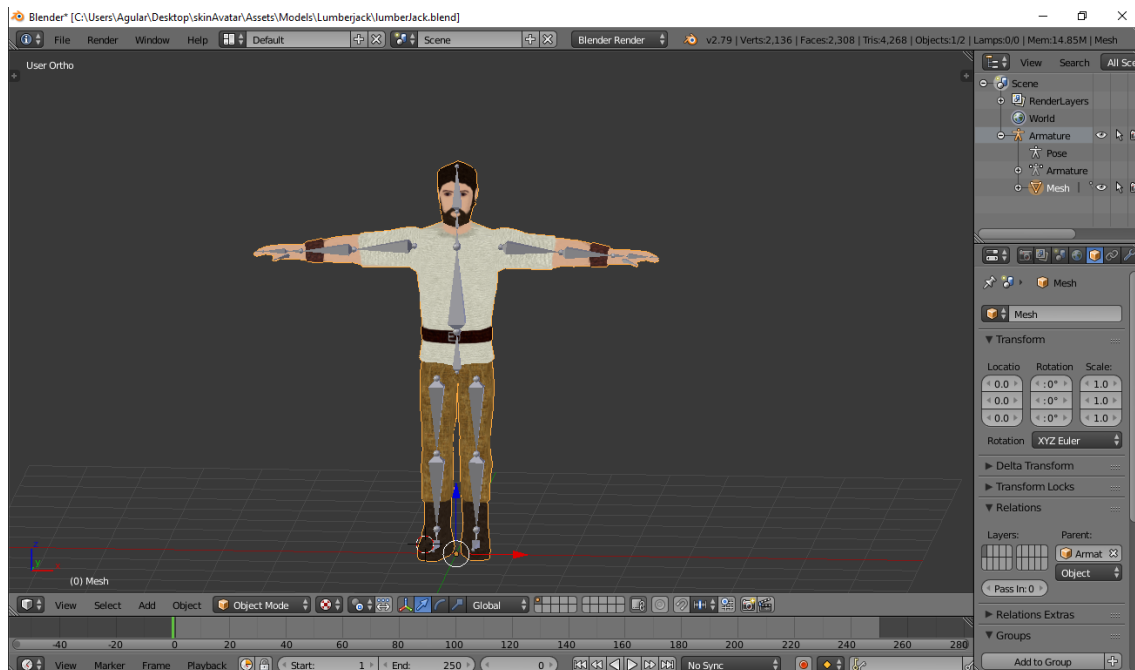 Blender* [C:\Users\Agular\Desktop\skinAvatar\Assets\Models\Lumberjack\lumberJack.blend]
File Render Window Help Default Scene Blender Render v2.79 | Verts:2,136 | Faces:2,308 | Tris:4,268 | Objects:1/2 | Lamps:0/0 | Mem:14.85M | Mesh
User Ortho
View Search All Sce
Scene
RenderLayers
World
Armature
Pose
Armature
Mesh
Mesh
Mesh
Transform
Locatio Rotation Scale:
0.0 :0° 1.0
0.0 :0° 1.0
0.0 :0° 1.0
Rotation XYZ Euler
Delta Transform
Transform Locks
Relations
Layers: Parent:
Armat
Object
Pass In: 0
Relations Extras
Groups
Add to Group
z
y
x
(0) Mesh
View Select Add Object Object Mode Global
-40 -20 0 20 40 60 80 100 120 140 160 180 200 220 240 260 280
View Marker Frame Playback Start: 1 End: 250 0 No Sync